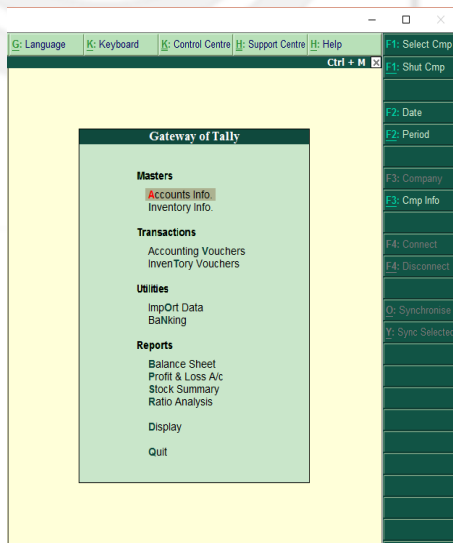 G: Language K: Keyboard K: Control Centre H: Support Centre H: Help
Ctrl + M
Gateway of Tally
Masters
Accounts Info.
Inventory Info.
Transactions
Accounting Vouchers
InvenTory Vouchers
Utilities
ImpOrt Data
BaNking
Reports
Balance Sheet
Profit & Loss A/c
Stock Summary
Ratio Analysis
Display
Quit
F1: Select Cmp
F1: Shut Cmp
F2: Date
F2: Period
F3: Company
F3: Cmp Info
F4: Connect
F4: Disconnect
O: Synchronise
Y: Sync Selected